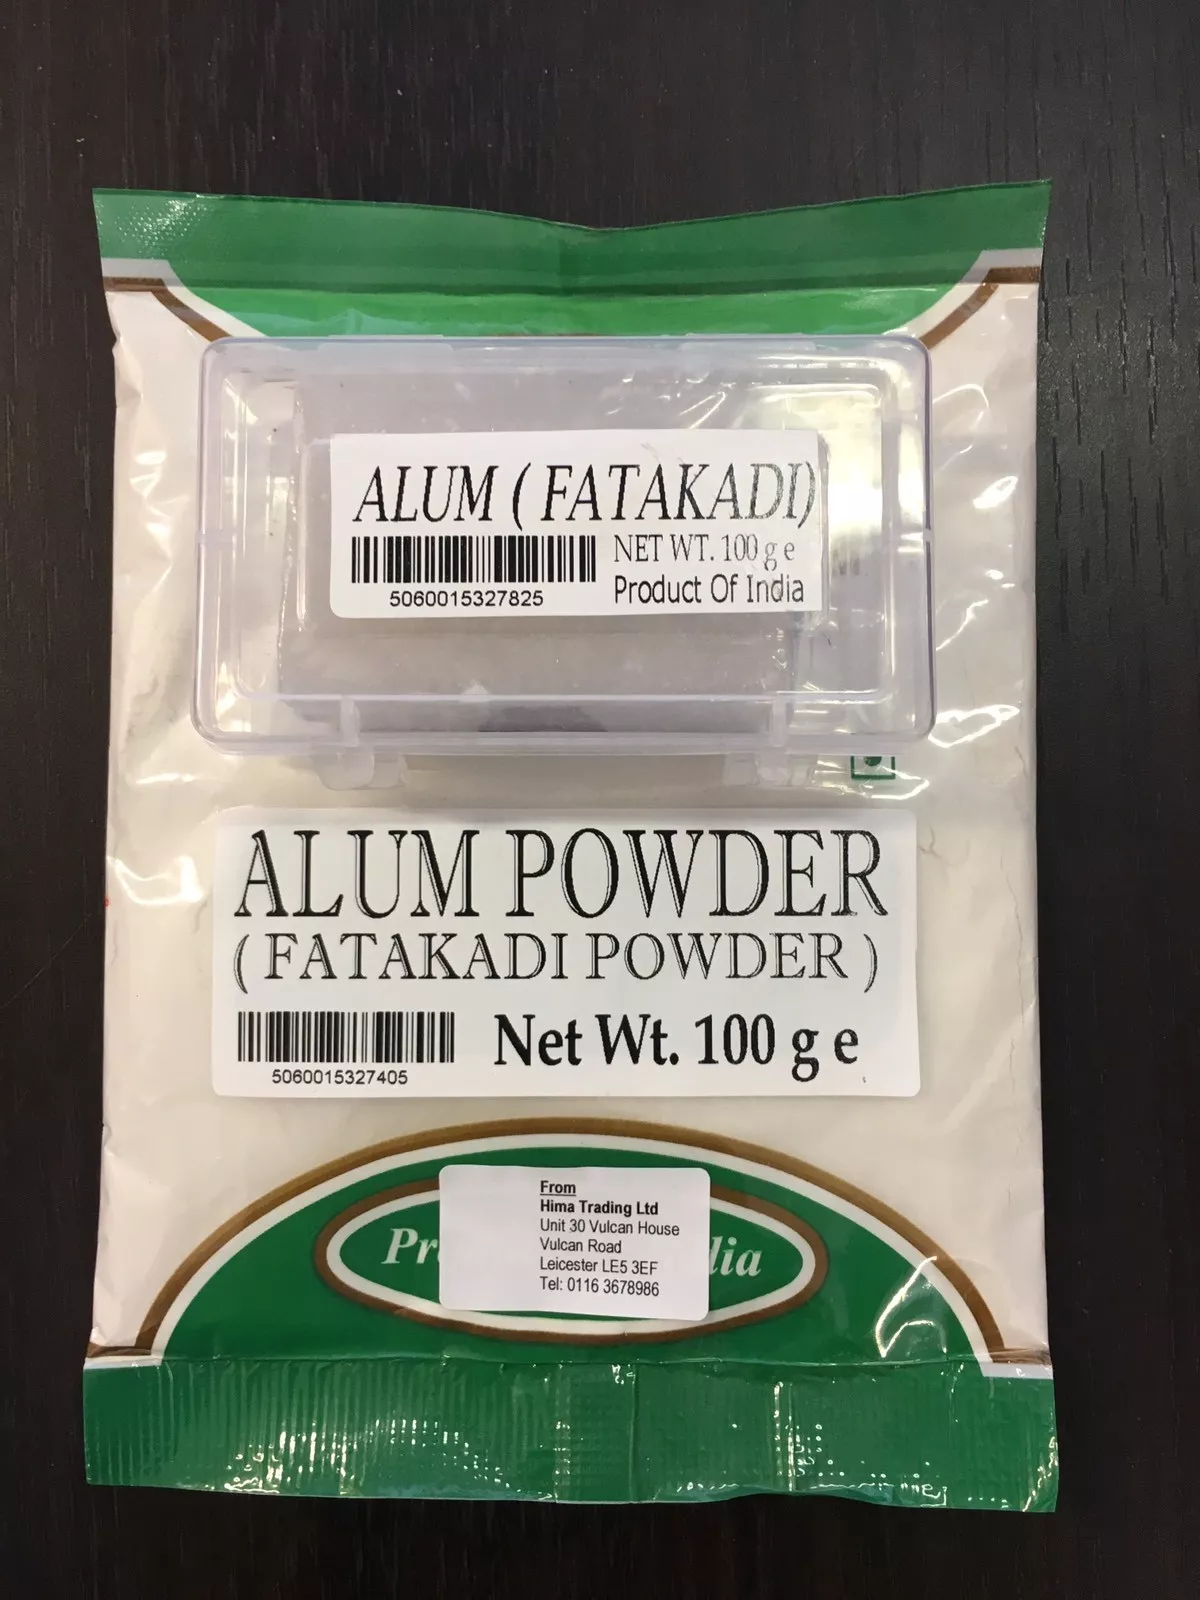 ALUM ( FATAKADI)
NET WT. 100 g e
5060015327825
Product Of India
ALUM POWDER
( FATAKADI POWDER )
Net Wt. 100 g e
5060015327405
From
Hima Trading Ltd
Unit 30 Vulcan House
Vulcan Road
Leicester LE5 3EF
Tel: 0116 3678986